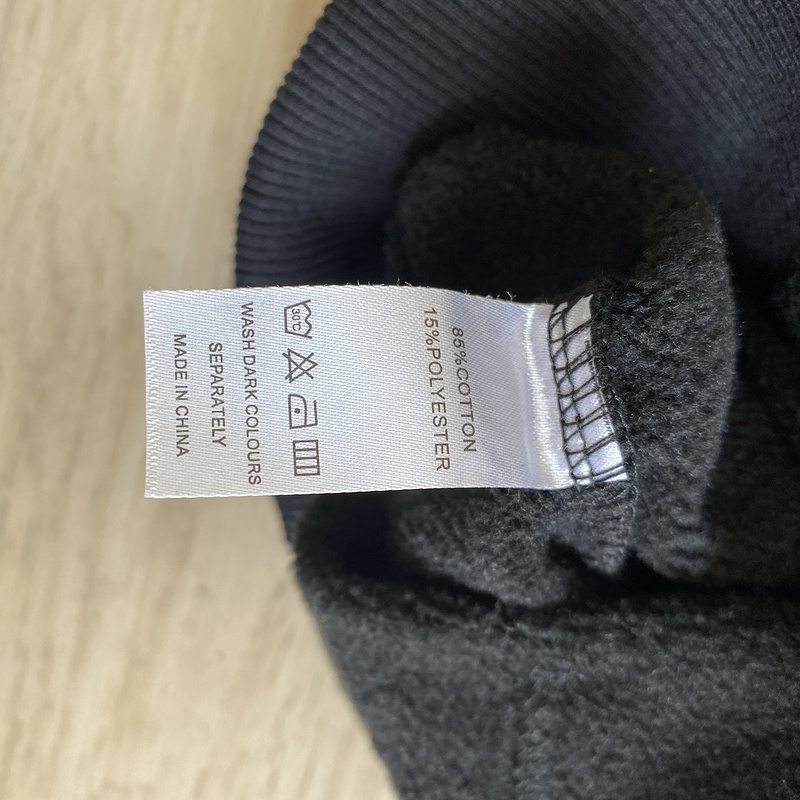 85%COTTON
15%POLYESTER
30°C
WASH DARK COLOURS
SEPARATELY
MADE IN CHINA